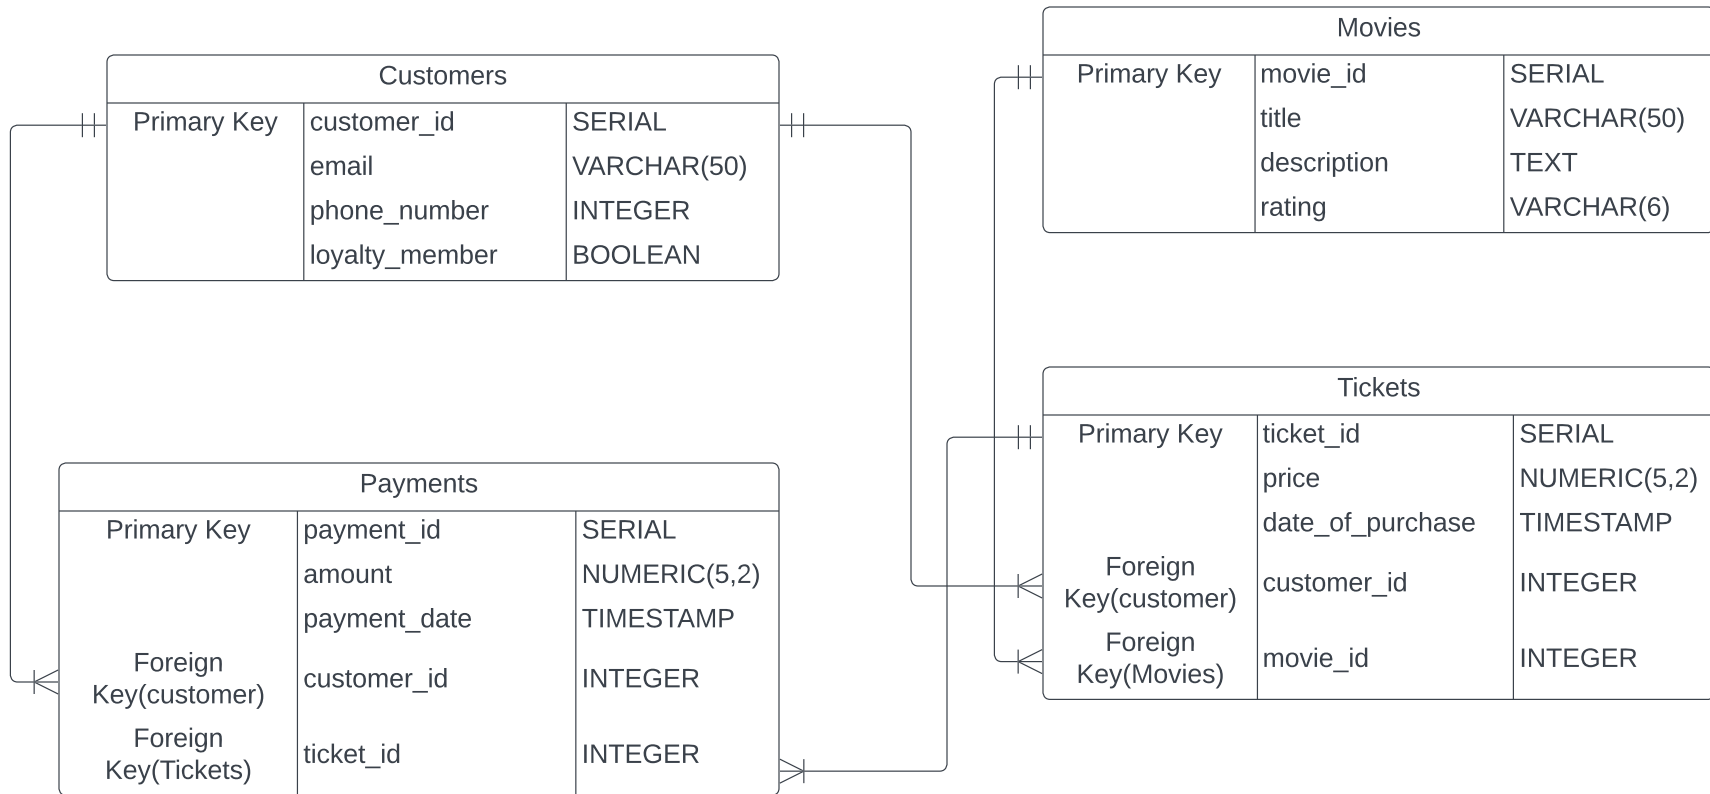 Customers
Primary Key customer_id SERIAL
email VARCHAR(50)
phone_number INTEGER
loyalty_member BOOLEAN
Movies
Primary Key movie_id SERIAL
title VARCHAR(50)
description TEXT
rating VARCHAR(6)
Payments
Primary Key payment_id SERIAL
amount NUMERIC(5,2)
payment_date TIMESTAMP
Foreign
Key(customer) customer_id INTEGER
Foreign
Key(Tickets) ticket_id INTEGER
Tickets
Primary Key ticket_id SERIAL
price NUMERIC(5,2)
date_of_purchase TIMESTAMP
Foreign
Key(customer) customer_id INTEGER
Foreign
Key(Movies) movie_id INTEGER